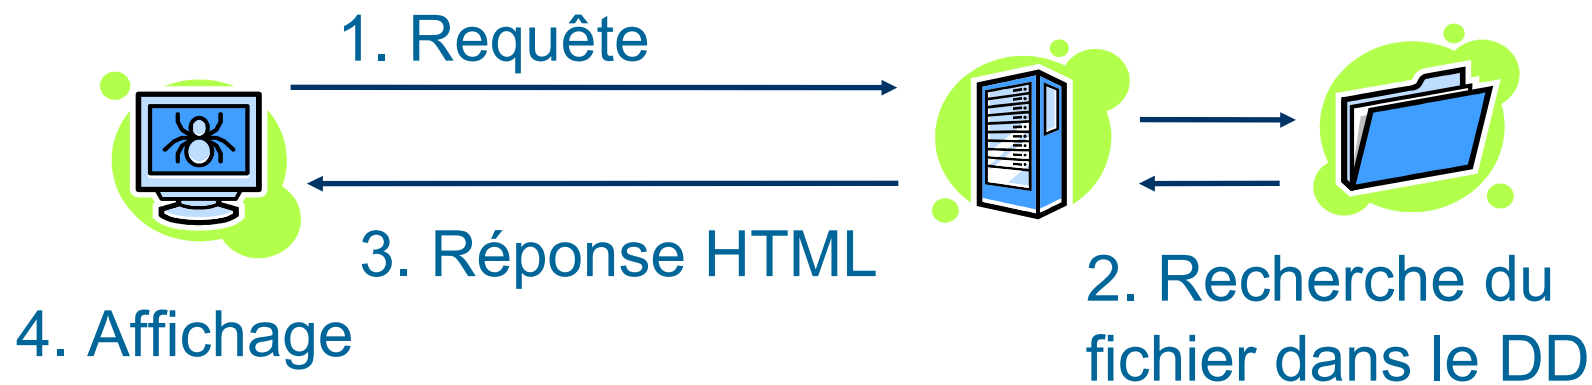 1. Requête
3. Réponse HTML
2. Recherche du
fichier dans le DD
4. Affichage